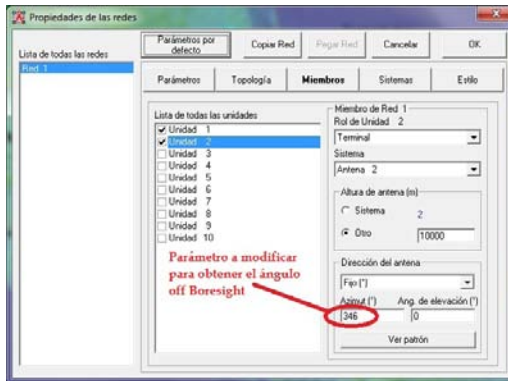 Propiedades de las redes
Lista de todas las redes
Red 1
Parámetros por defecto
Copiar Red
Pegar Red
Cancelar
OK
Parámetros
Topología
Miembros
Sistemas
Estilo
Lista de todas las unidades
Unidad 1
Unidad 2
Unidad 3
Unidad 4
Unidad 5
Unidad 6
Unidad 7
Unidad 8
Unidad 9
Unidad 10
Parámetro a modificar
para obtener el ángulo
off Boresight
Miembro de Red 1
Rol de Unidad 2
Terminal
Sistema
Antena 2
Altura de antena (m)
Sistema 2
Otro 10000
Dirección del antena
Fijo (°)
Azimut (°) Ang. de elevación (°)
346 0
Ver patrón